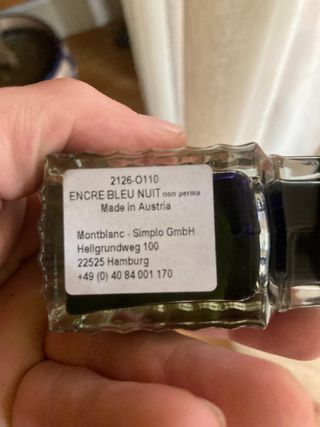 2126-O110
ENCRE BLEU NUIT non perma
Made in Austria
Montblanc - Simplo GmbH
Hellgrundweg 100
22525 Hamburg
+49 (0) 40 84 001 170